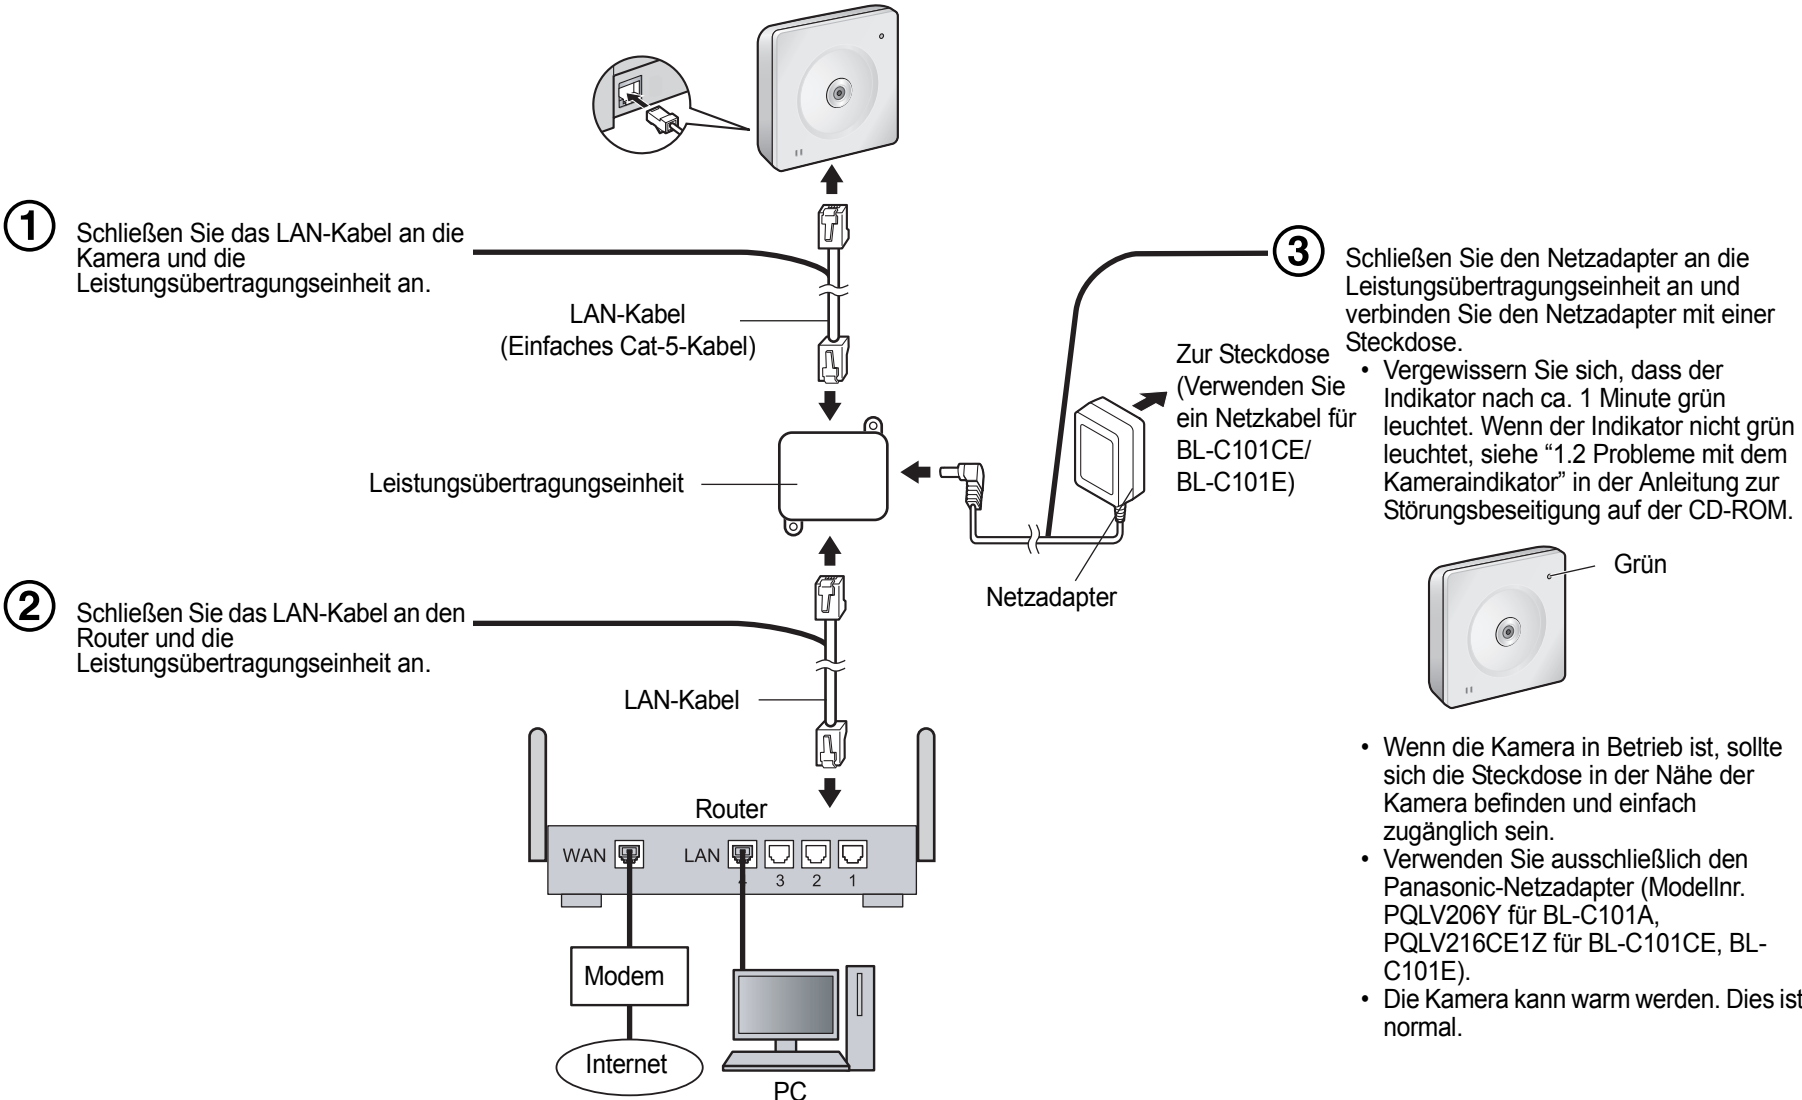 1
Schließen Sie das LAN-Kabel an die
Kamera und die
Leistungsübertragungseinheit an.
LAN-Kabel
(Einfaches Cat-5-Kabel)
Leistungsübertragungseinheit
2
Schließen Sie das LAN-Kabel an den
Router und die
Leistungsübertragungseinheit an.
LAN-Kabel
Router
WAN
LAN
4
3
2
1
Modem
Internet
PC
Zur Steckdose
(Verwenden Sie
ein Netzkabel für
BL-C101CE/
BL-C101E)
Netzadapter
3
Schließen Sie den Netzadapter an die
Leistungsübertragungseinheit an und
verbinden Sie den Netzadapter mit einer
Steckdose.
• Vergewissern Sie sich, dass der
Indikator nach ca. 1 Minute grün
leuchtet. Wenn der Indikator nicht grün
leuchtet, siehe “1.2 Probleme mit dem
Kameraindikator” in der Anleitung zur
Störungsbeseitigung auf der CD-ROM.
Grün
• Wenn die Kamera in Betrieb ist, sollte
sich die Steckdose in der Nähe der
Kamera befinden und einfach
zugänglich sein.
• Verwenden Sie ausschließlich den
Panasonic-Netzadapter (Modellnr.
PQLV206Y für BL-C101A,
PQLV216CE1Z für BL-C101CE, BL-
C101E).
• Die Kamera kann warm werden. Dies ist
normal.